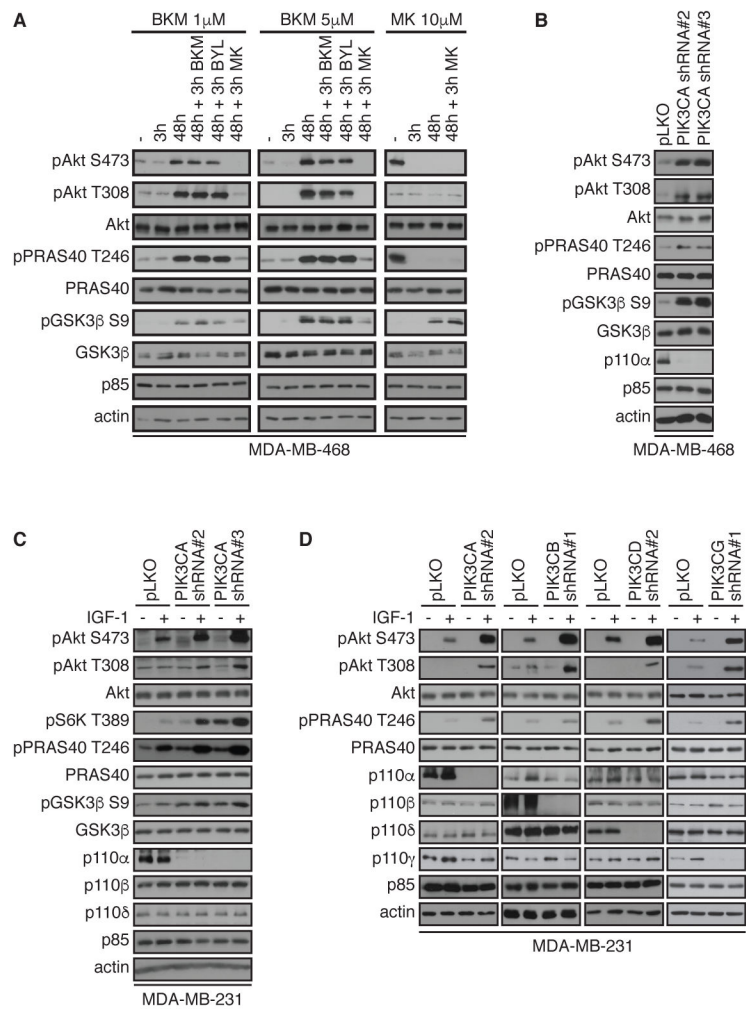 A
BKM 1µM
BKM 5µM
MK 10µM
-
3h
48h
48h + 3h BKM
48h + 3h BYL
48h + 3h MK
-
3h
48h
48h + 3h BKM
48h + 3h BYL
48h + 3h MK
-
3h
48h
48h + 3h MK
pAkt S473
pAkt T308
Akt
pPRAS40 T246
PRAS40
pGSK3β S9
GSK3β
p85
actin
MDA-MB-468
B
pLKO
PIK3CA shRNA#2
PIK3CA shRNA#3
pAkt S473
pAkt T308
Akt
pPRAS40 T246
PRAS40
pGSK3β S9
GSK3β
p110α
p85
actin
MDA-MB-468
C
pLKO
PIK3CA
shRNA#2
PIK3CA
shRNA#3
IGF-1 - + - + - +
pAkt S473
pAkt T308
Akt
pS6K T389
pPRAS40 T246
PRAS40
pGSK3β S9
GSK3β
p110α
p110β
p110δ
p85
actin
MDA-MB-231
D
pLKO
PIK3CA
shRNA#2
pLKO
PIK3CB
shRNA#1
pLKO
PIK3CD
shRNA#2
pLKO
PIK3CG
shRNA#1
IGF-1 - + - + - + - + - + - + - + - +
pAkt S473
pAkt T308
Akt
pPRAS40 T246
PRAS40
p110α
p110β
p110δ
p110γ
p85
actin
MDA-MB-231